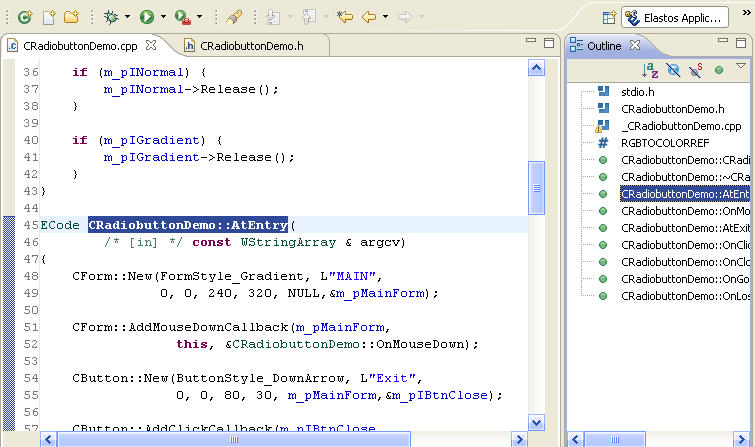 Elastos Applic...
CRadiobuttonDemo.cpp
CRadiobuttonDemo.h
36 if (m_pINormal) {
37 m_pINormal->Release();
38 }
39
40 if (m_pIGradient) {
41 m_pIGradient->Release();
42 }
43 }
44
45 ECode CRadiobuttonDemo::AtEntry(
46 /* [in] */ const WStringArray & argcv)
47 {
48 CForm::New(FormStyle_Gradient, L"MAIN",
49 0, 0, 240, 320, NULL,&m_pMainForm);
50
51 CForm::AddMouseDownCallback(m_pMainForm,
52 this, &CRadiobuttonDemo::OnMouseDown);
53
54 CButton::New(ButtonStyle_DownArrow, L"Exit",
55 0, 0, 80, 30, m_pMainForm,&m_pIBtnClose);
56
57 CButton::AddClickCallback(m_pIBtnClose
Outline
stdio.h
CRadiobuttonDemo.h
_CRadiobuttonDemo.cpp
RGBTOCOLORREF
CRadiobuttonDemo::CRadi
CRadiobuttonDemo::~CRa
CRadiobuttonDemo::AtEnt
CRadiobuttonDemo::OnMo
CRadiobuttonDemo::AtExit
CRadiobuttonDemo::OnClic
CRadiobuttonDemo::OnClo
CRadiobuttonDemo::OnGo
CRadiobuttonDemo::OnLos